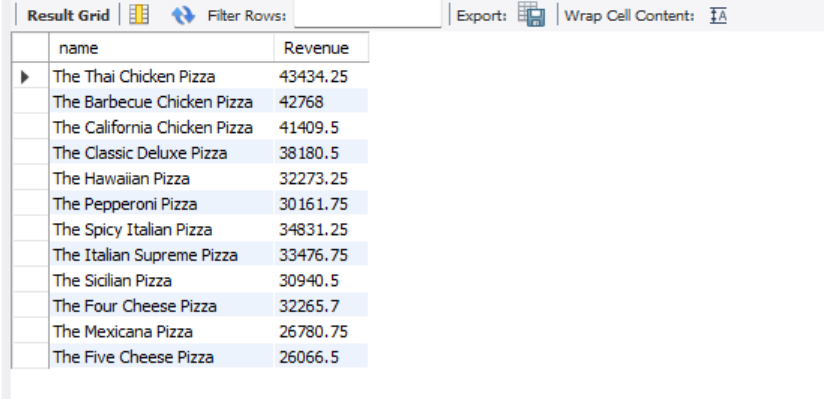 Result Grid Filter Rows: Export: Wrap Cell Content: IA
name Revenue
The Thai Chicken Pizza 43434.25
The Barbecue Chicken Pizza 42768
The California Chicken Pizza 41409.5
The Classic Deluxe Pizza 38180.5
The Hawaiian Pizza 32273.25
The Pepperoni Pizza 30161.75
The Spicy Italian Pizza 34831.25
The Italian Supreme Pizza 33476.75
The Sicilian Pizza 30940.5
The Four Cheese Pizza 32265.7
The Mexicana Pizza 26780.75
The Five Cheese Pizza 26066.5